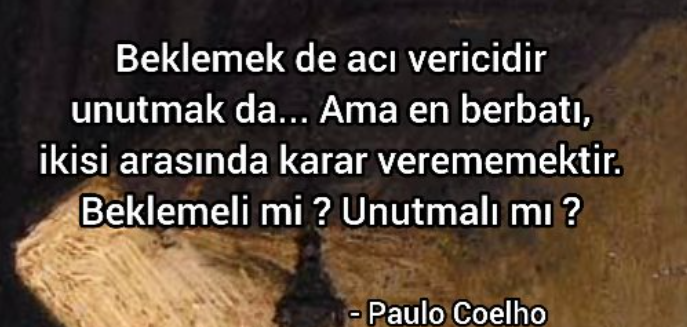 Beklemek de acı vericidir
unutmak da... Ama en berbatı,
ikisi arasında karar verememektir.
Beklemeli mi ? Unutmalı mı ?
- Paulo Coelho